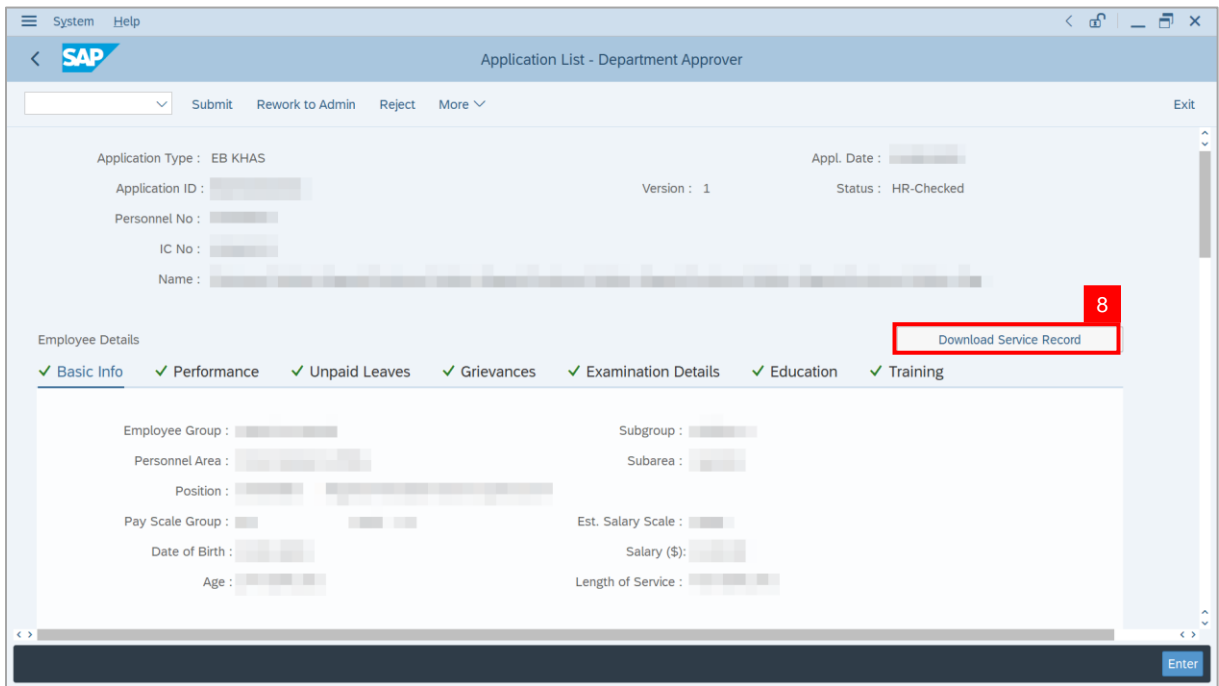 System Help
SAP Application List - Department Approver
Submit Rework to Admin Reject More Exit
Application Type : EB KHAS Appl. Date :
Application ID : Version : 1 Status : HR-Checked
Personnel No :
IC No :
Name :
8
Employee Details Download Service Record
Basic Info Performance Unpaid Leaves Grievances Examination Details Education Training
Employee Group : Subgroup :
Personnel Area : Subarea :
Position :
Pay Scale Group : Est. Salary Scale :
Date of Birth : Salary ($):
Age : Length of Service :
Enter